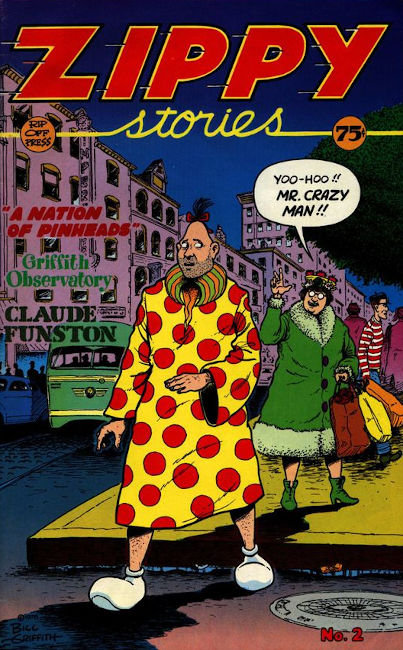 ZIPPY
stories
RIP
OFF
PRESS
75¢
YOO-HOO!!
MR. CRAZY
MAN!!
"A NATION
OF PINHEADS"
Griffith
Observatory
CLAUDE
FUNSTON
BILL
GRIFFITH
No. 2